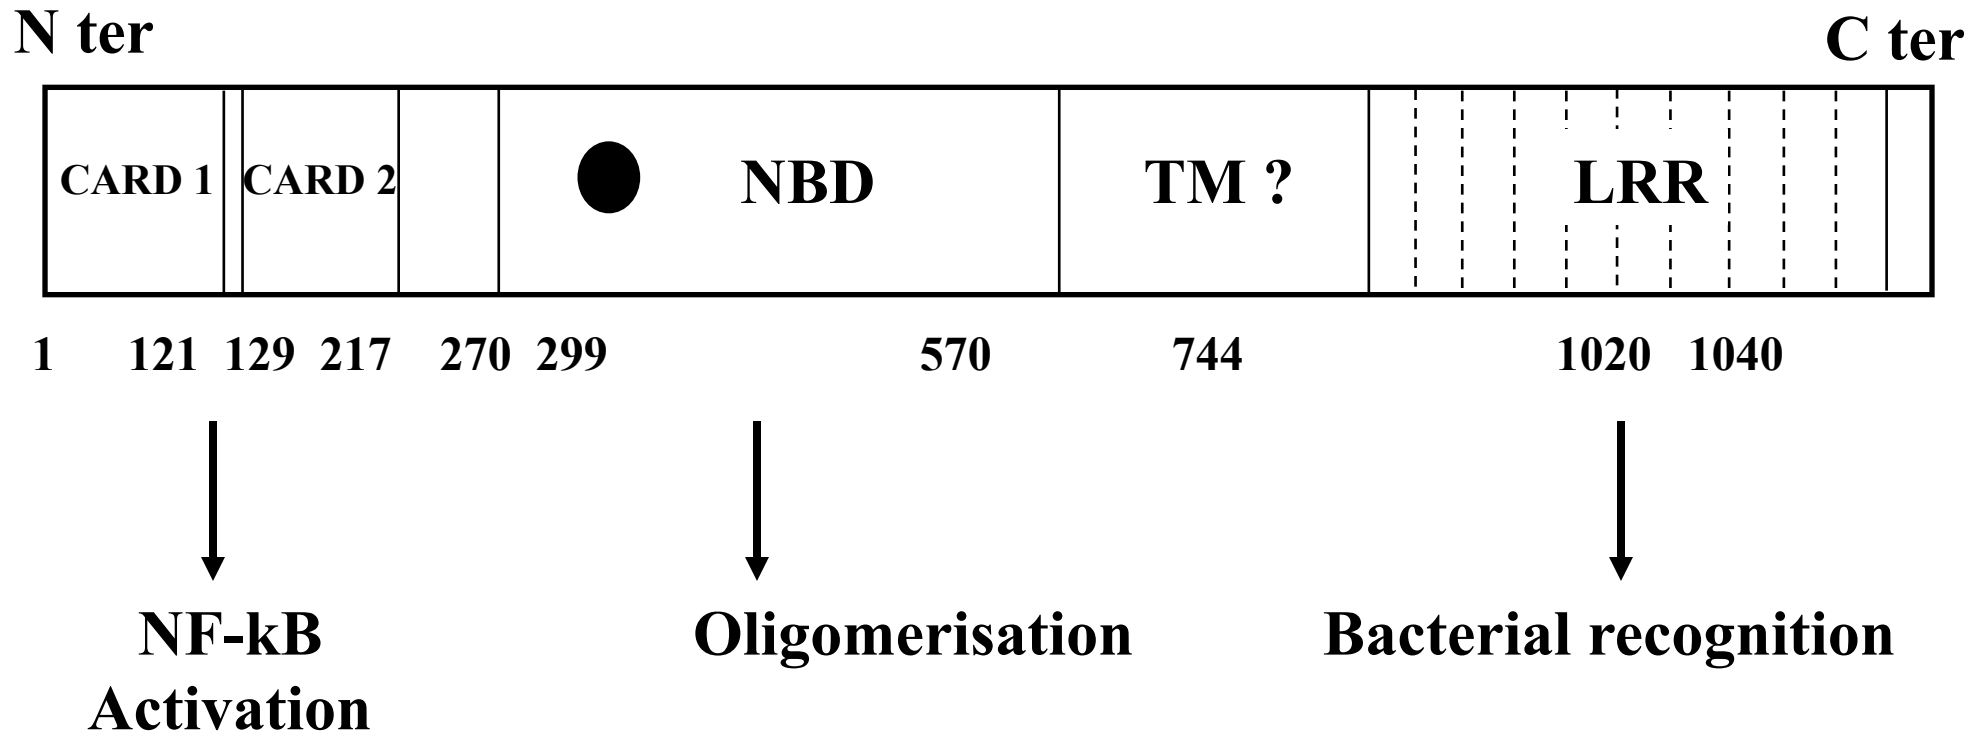 N ter C ter
CARD 1 CARD 2 NBD TM ? LRR
1 121 129 217 270 299 570 744 1020 1040
NF-kB Oligomerisation Bacterial recognition
Activation